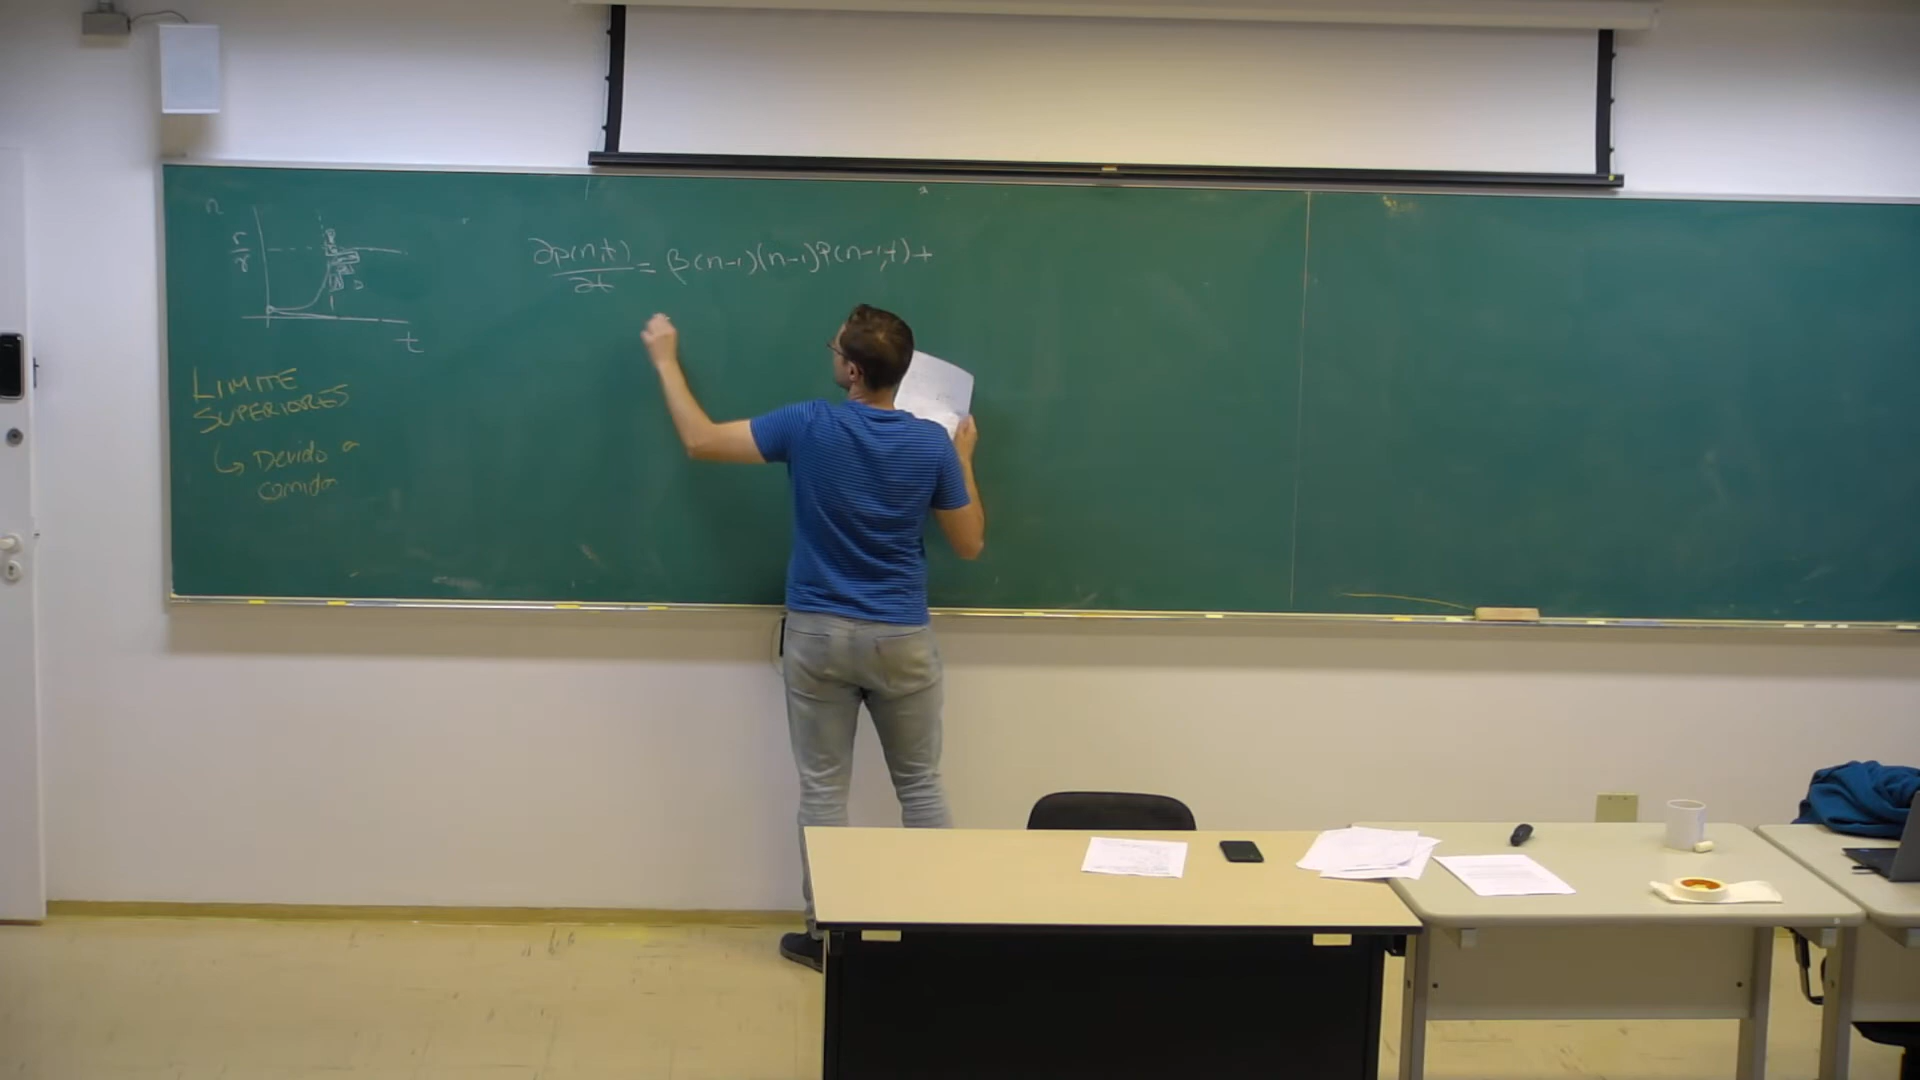 n
r/γ
t
LIMITE
SUPERIORES
↳ Devido a
comida
∂p(n,t)/∂t = β(n-1)(n-1)P(n-1,t) +